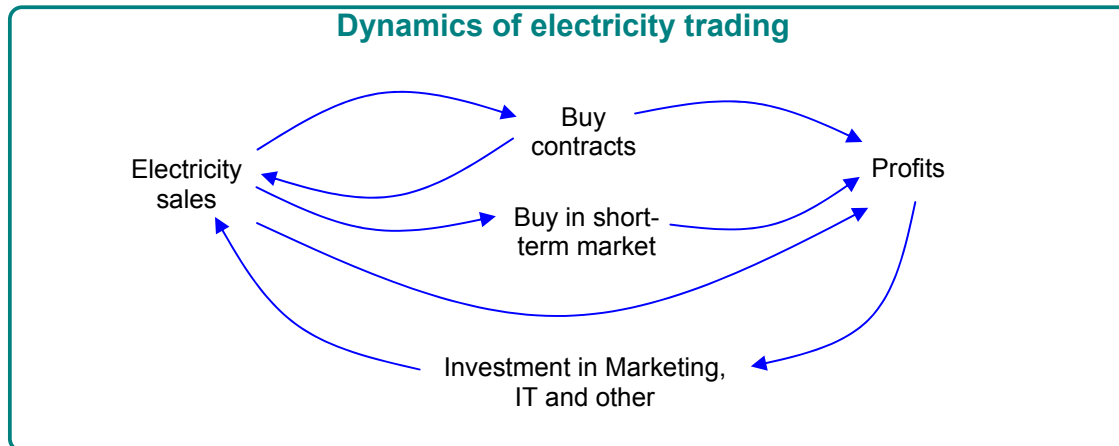 Dynamics of electricity trading
Buy
contracts
Electricity
sales
Profits
Buy in short-
term market
Investment in Marketing,
IT and other